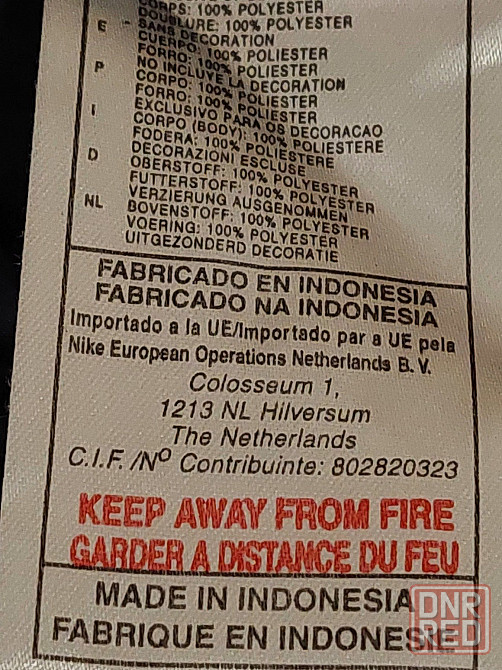 CORPS: 100% POLYESTER
DOUBLURE: 100% POLYESTER
SANS DECORATION
E CUERPO: 100% POLIESTER
FORRO: 100% POLIESTER
NO INCLUYE LA DECORATION
P CORPO: 100% POLIESTER
FORRO: 100% POLIESTER
EXCLUSIVO PARA OS DECORACAO
I CORPO (BODY): 100% POLIESTERE
FODERA: 100% POLIESTERE
DECORAZIONI ESCLUSE
D OBERSTOFF: 100% POLYESTER
FUTTERSTOFF: 100% POLYESTER
VERZIERUNG AUSGENOMMEN
NL BOVENSTOFF: 100% POLYESTER
VOERING: 100% POLYESTER
UITGEZONDERD DECORATIE
FABRICADO EN INDONESIA
FABRICADO NA INDONESIA
Importado a la UE/Importado par a UE pela
Nike European Operations Netherlands B.V.
Colosseum 1,
1213 NL Hilversum
The Netherlands
C.I.F./Nº Contribuinte: 802820323
KEEP AWAY FROM FIRE
GARDER A DISTANCE DU FEU
MADE IN INDONESIA
FABRIQUE EN INDONESIE
DNR
RED